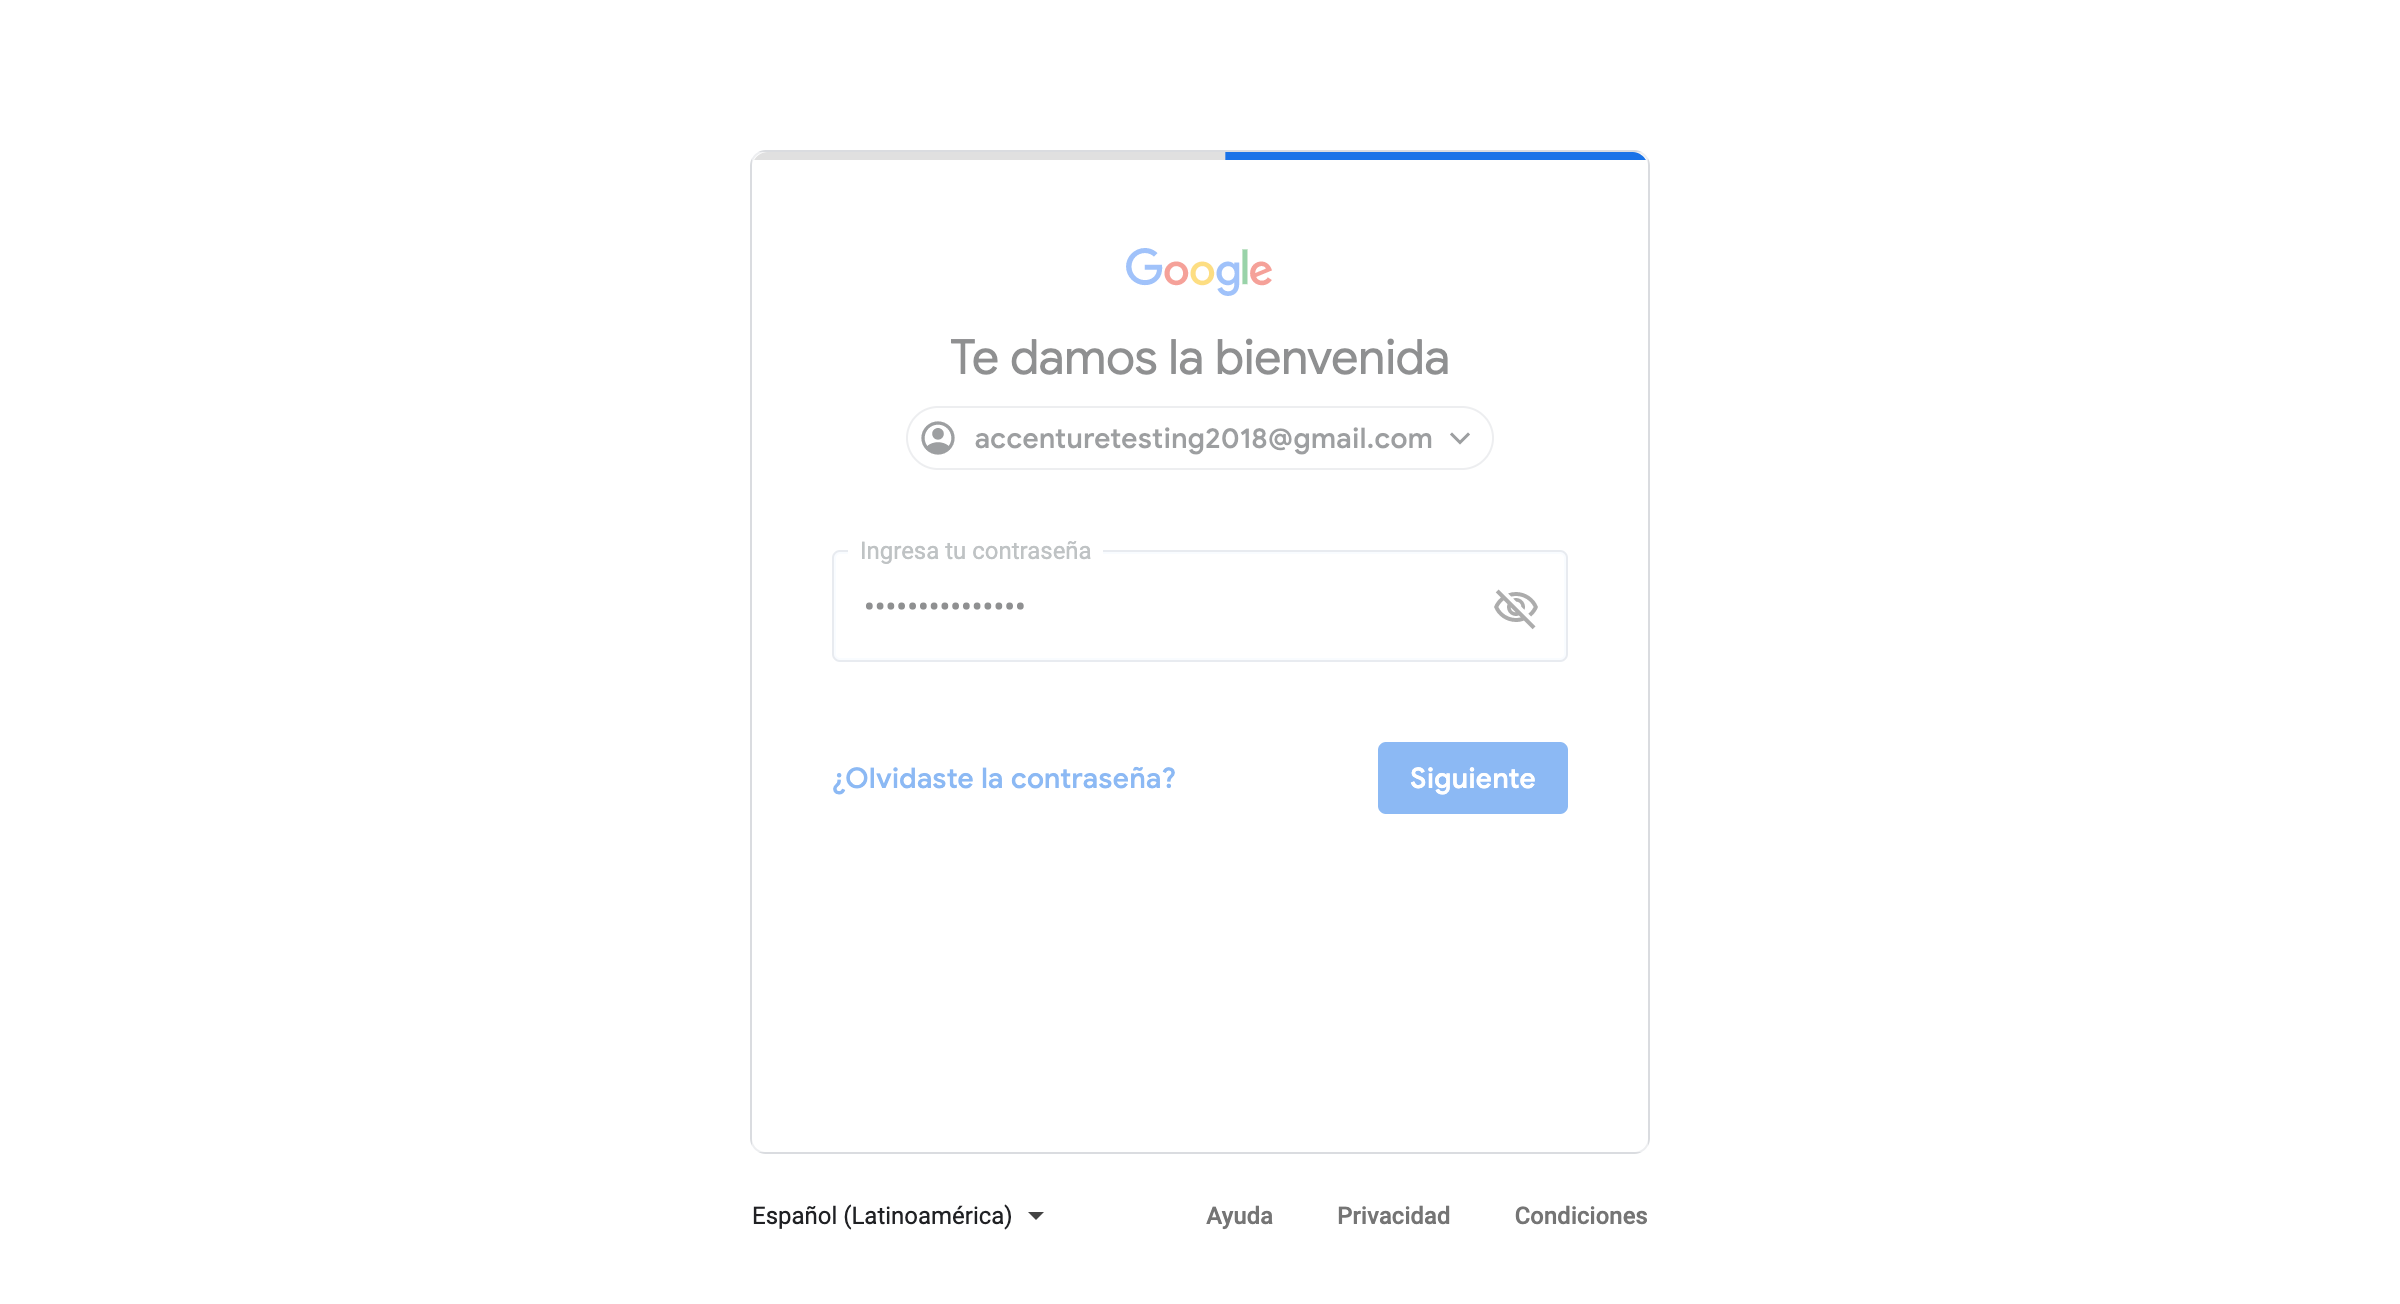 Google
Te damos la bienvenida
accenturetesting2018@gmail.com
Ingresa tu contraseña
•••••••••••••••
¿Olvidaste la contraseña?
Siguiente
Español (Latinoamérica)
Ayuda
Privacidad
Condiciones